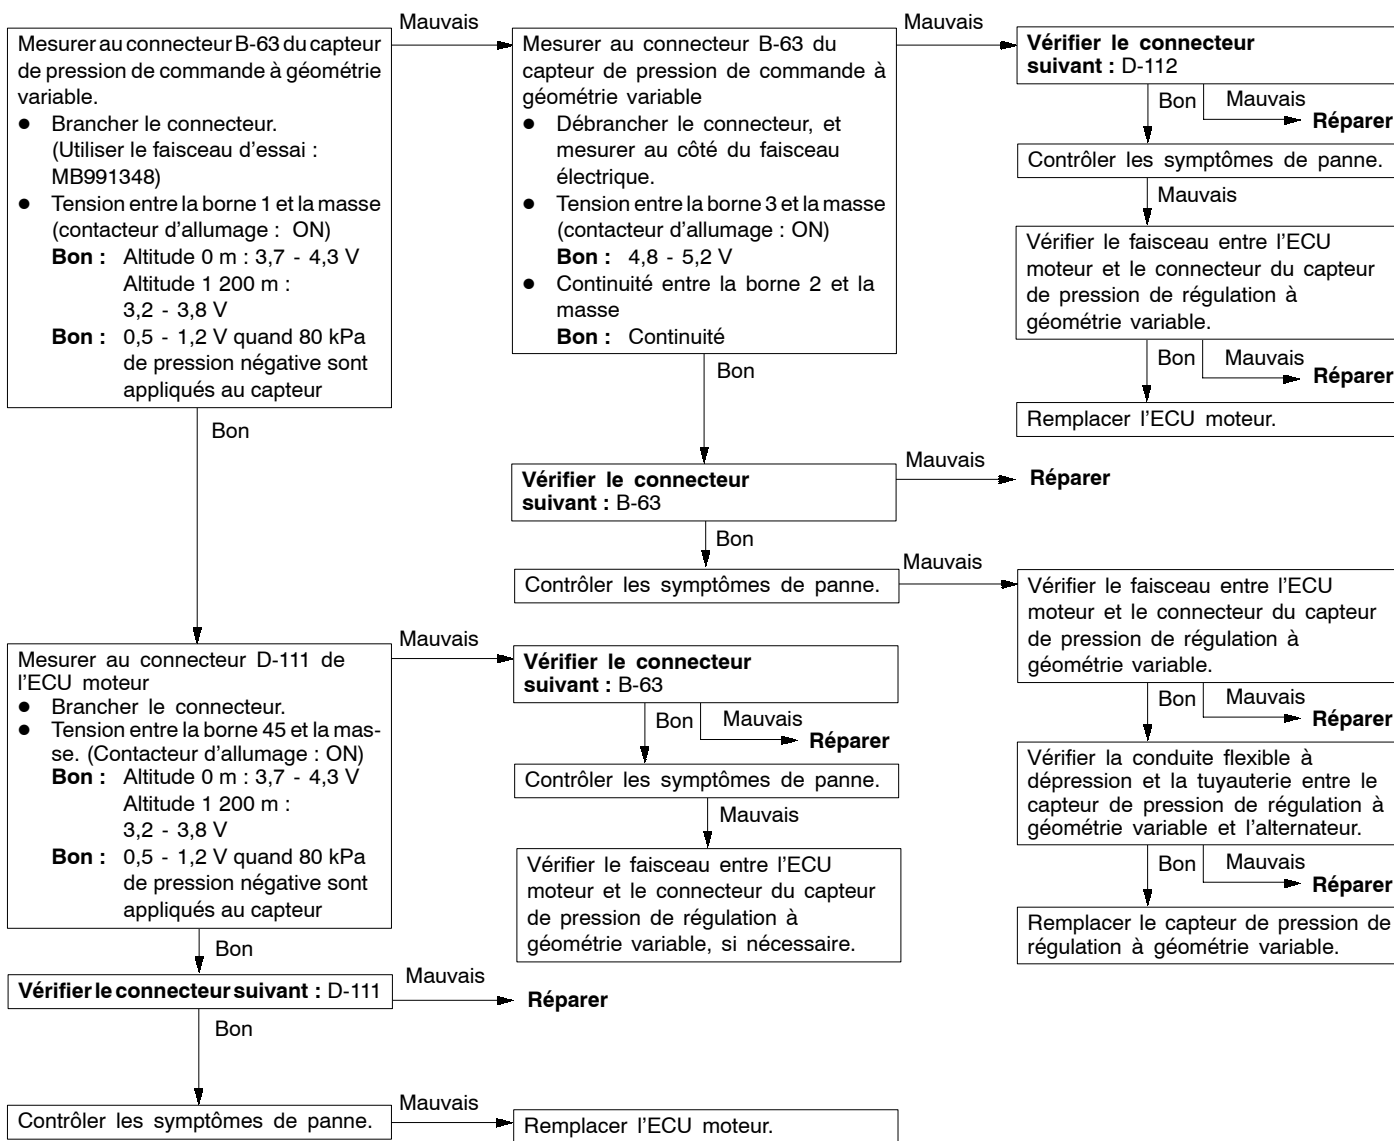 Mesurer au connecteur B-63 du capteur
de pression de commande à géométrie
variable.
● Brancher le connecteur.
(Utiliser le faisceau d'essai :
MB991348)
● Tension entre la borne 1 et la masse
(contacteur d'allumage : ON)
Bon : Altitude 0 m : 3,7 - 4,3 V
Altitude 1 200 m :
3,2 - 3,8 V
Bon : 0,5 - 1,2 V quand 80 kPa
de pression négative sont
appliqués au capteur
Mauvais
Mesurer au connecteur B-63 du
capteur de pression de commande à
géométrie variable
● Débrancher le connecteur, et
mesurer au côté du faisceau
électrique.
● Tension entre la borne 3 et la masse
(contacteur d'allumage : ON)
Bon : 4,8 - 5,2 V
● Continuité entre la borne 2 et la
masse
Bon : Continuité
Mauvais
Vérifier le connecteur
suivant : D-112
Bon
Mauvais
Réparer
Contrôler les symptômes de panne.
Mauvais
Vérifier le faisceau entre l'ECU
moteur et le connecteur du capteur
de pression de régulation à
géométrie variable.
Bon
Mauvais
Réparer
Remplacer l'ECU moteur.
Bon
Vérifier le connecteur
suivant : B-63
Mauvais
Réparer
Bon
Contrôler les symptômes de panne.
Mauvais
Vérifier le faisceau entre l'ECU
moteur et le connecteur du capteur
de pression de régulation à
géométrie variable.
Bon
Mauvais
Réparer
Vérifier la conduite flexible à
dépression et la tuyauterie entre le
capteur de pression de régulation à
géométrie variable et l'alternateur.
Bon
Mauvais
Réparer
Remplacer le capteur de pression de
régulation à géométrie variable.
Bon
Mesurer au connecteur D-111 de
l'ECU moteur
● Brancher le connecteur.
● Tension entre la borne 45 et la mas-
se. (Contacteur d'allumage : ON)
Bon : Altitude 0 m : 3,7 - 4,3 V
Altitude 1 200 m :
3,2 - 3,8 V
Bon : 0,5 - 1,2 V quand 80 kPa
de pression négative sont
appliqués au capteur
Mauvais
Vérifier le connecteur
suivant : B-63
Bon
Mauvais
Réparer
Contrôler les symptômes de panne.
Mauvais
Vérifier le faisceau entre l'ECU
moteur et le connecteur du capteur
de pression de régulation à
géométrie variable, si nécessaire.
Bon
Vérifier le connecteur suivant : D-111
Mauvais
Réparer
Bon
Contrôler les symptômes de panne.
Mauvais
Remplacer l'ECU moteur.